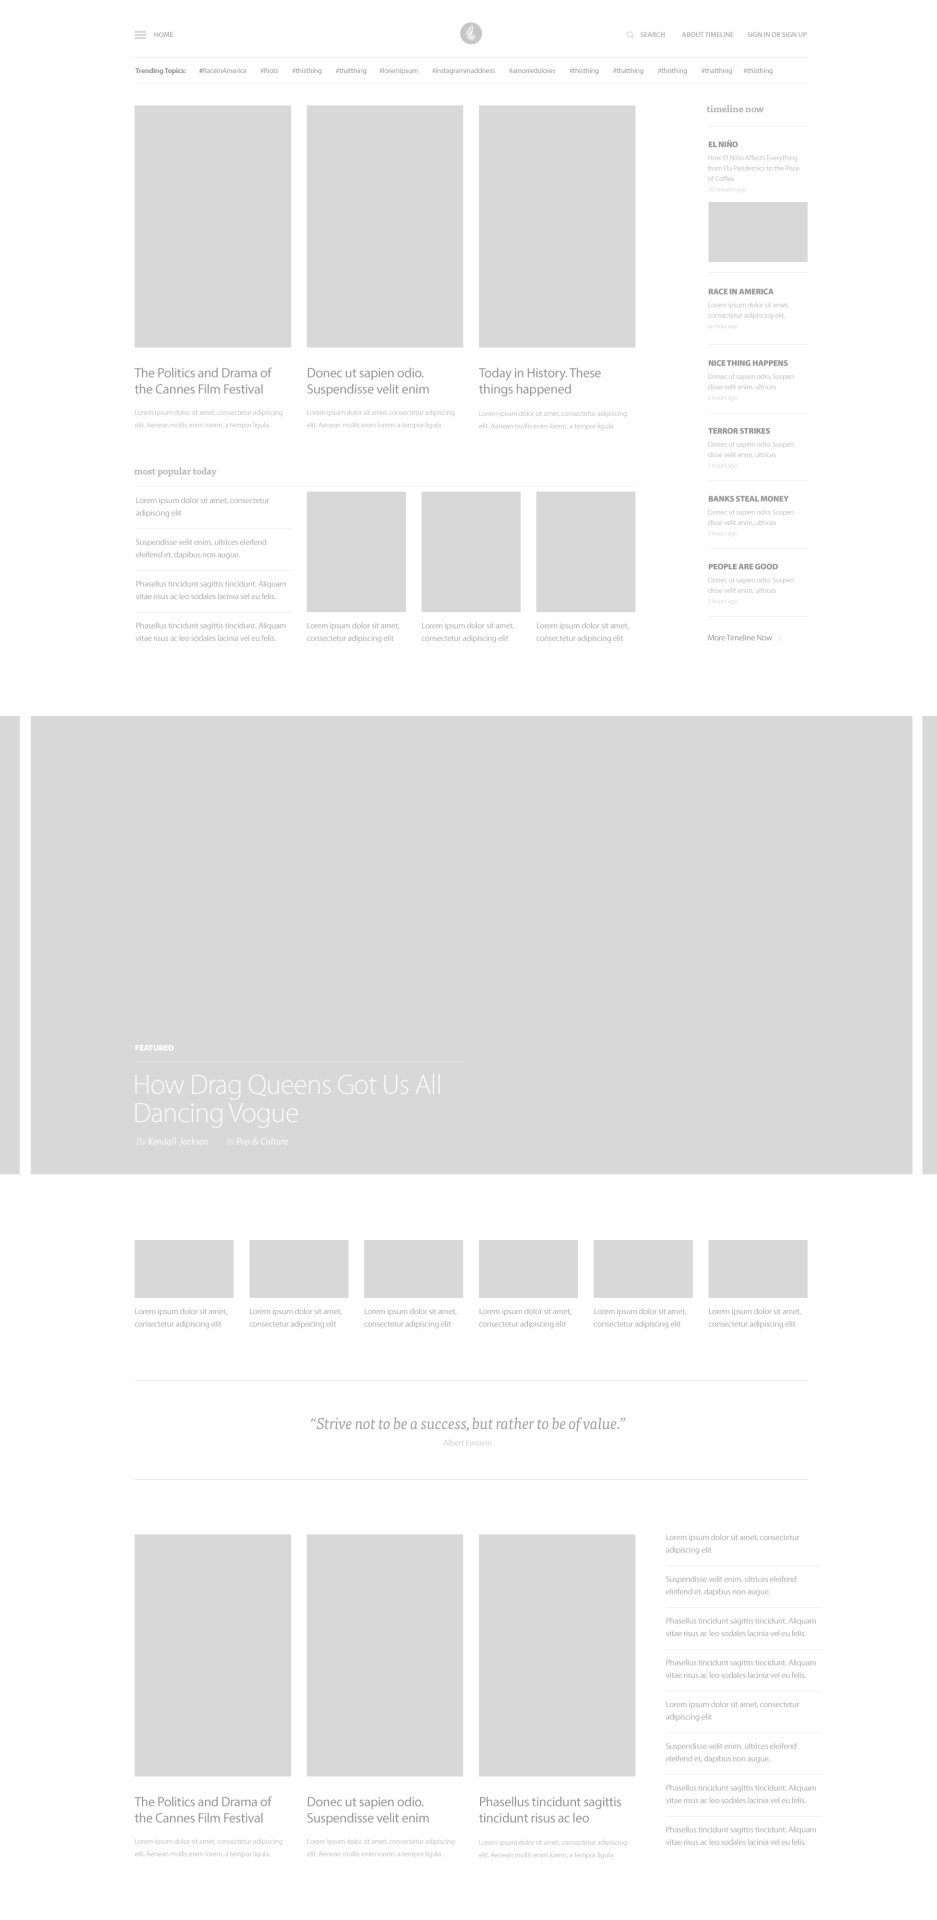 HOME
SEARCH ABOUT TIMELINE SIGN IN OR SIGN UP
Trending Topics: #RaceinAmerica #Riots #thisthing #thatthing #loremipsum #instagrammaddness #amorredolores #thisthing #thatthing #thisthing #thatthing #thisthing
The Politics and Drama of
the Cannes Film Festival
Lorem ipsum dolor sit amet, consectetur adipiscing
elit. Aenean mollis enim lorem, a tempor ligula
Donec ut sapien odio.
Suspendisse velit enim
Lorem ipsum dolor sit amet, consectetur adipiscing
elit. Aenean mollis enim lorem, a tempor ligula
Today in History. These
things happened
Lorem ipsum dolor sit amet, consectetur adipiscing
elit. Aenean mollis enim lorem, a tempor ligula
timeline now
EL NIÑO
How El Niño Affects Everything
from Flu Pandemics to the Price
of Coffee
minutes ago
RACE IN AMERICA
Lorem ipsum dolor sit amet,
consectetur adipiscing elit.
an hour ago
NICE THING HAPPENS
Donec ut sapien odio. Suspen
disse velit enim, ultrices
2 hours ago
TERROR STRIKES
Donec ut sapien odio. Suspen
disse velit enim, ultrices
3 hours ago
BANKS STEAL MONEY
Donec ut sapien odio. Suspen
disse velit enim, ultrices
3 hours ago
PEOPLE ARE GOOD
Donec ut sapien odio. Suspen
disse velit enim, ultrices
3 hours ago
More Timeline Now
most popular today
Lorem ipsum dolor sit amet, consectetur
adipiscing elit
Suspendisse velit enim, ultrices eleifend
eleifend et, dapibus non augue.
Phasellus tincidunt sagittis tincidunt. Aliquam
vitae risus ac leo sodales lacinia vel eu felis.
Phasellus tincidunt sagittis tincidunt. Aliquam
vitae risus ac leo sodales lacinia vel eu felis.
Lorem ipsum dolor sit amet,
consectetur adipiscing elit
Lorem ipsum dolor sit amet,
consectetur adipiscing elit
Lorem ipsum dolor sit amet,
consectetur adipiscing elit
FEATURED
How Drag Queens Got Us All
Dancing Vogue
By Kendall Jackson In Pop & Culture
Lorem ipsum dolor sit amet,
consectetur adipiscing elit
Lorem ipsum dolor sit amet,
consectetur adipiscing elit
Lorem ipsum dolor sit amet,
consectetur adipiscing elit
Lorem ipsum dolor sit amet,
consectetur adipiscing elit
Lorem ipsum dolor sit amet,
consectetur adipiscing elit
Lorem ipsum dolor sit amet,
consectetur adipiscing elit
“Strive not to be a success, but rather to be of value.”
Albert Einstein
The Politics and Drama of
the Cannes Film Festival
Lorem ipsum dolor sit amet, consectetur adipiscing
elit. Aenean mollis enim lorem, a tempor ligula
Donec ut sapien odio.
Suspendisse velit enim
Lorem ipsum dolor sit amet, consectetur adipiscing
elit. Aenean mollis enim lorem, a tempor ligula
Phasellus tincidunt sagittis
tincidunt risus ac leo
Lorem ipsum dolor sit amet, consectetur adipiscing
elit. Aenean mollis enim lorem, a tempor ligula
Lorem ipsum dolor sit amet, consectetur
adipiscing elit
Suspendisse velit enim, ultrices eleifend
eleifend et, dapibus non augue.
Phasellus tincidunt sagittis tincidunt. Aliquam
vitae risus ac leo sodales lacinia vel eu felis.
Phasellus tincidunt sagittis tincidunt. Aliquam
vitae risus ac leo sodales lacinia vel eu felis.
Lorem ipsum dolor sit amet, consectetur
adipiscing elit
Suspendisse velit enim, ultrices eleifend
eleifend et, dapibus non augue.
Phasellus tincidunt sagittis tincidunt. Aliquam
vitae risus ac leo sodales lacinia vel eu felis.
Phasellus tincidunt sagittis tincidunt. Aliquam
vitae risus ac leo sodales lacinia vel eu felis.